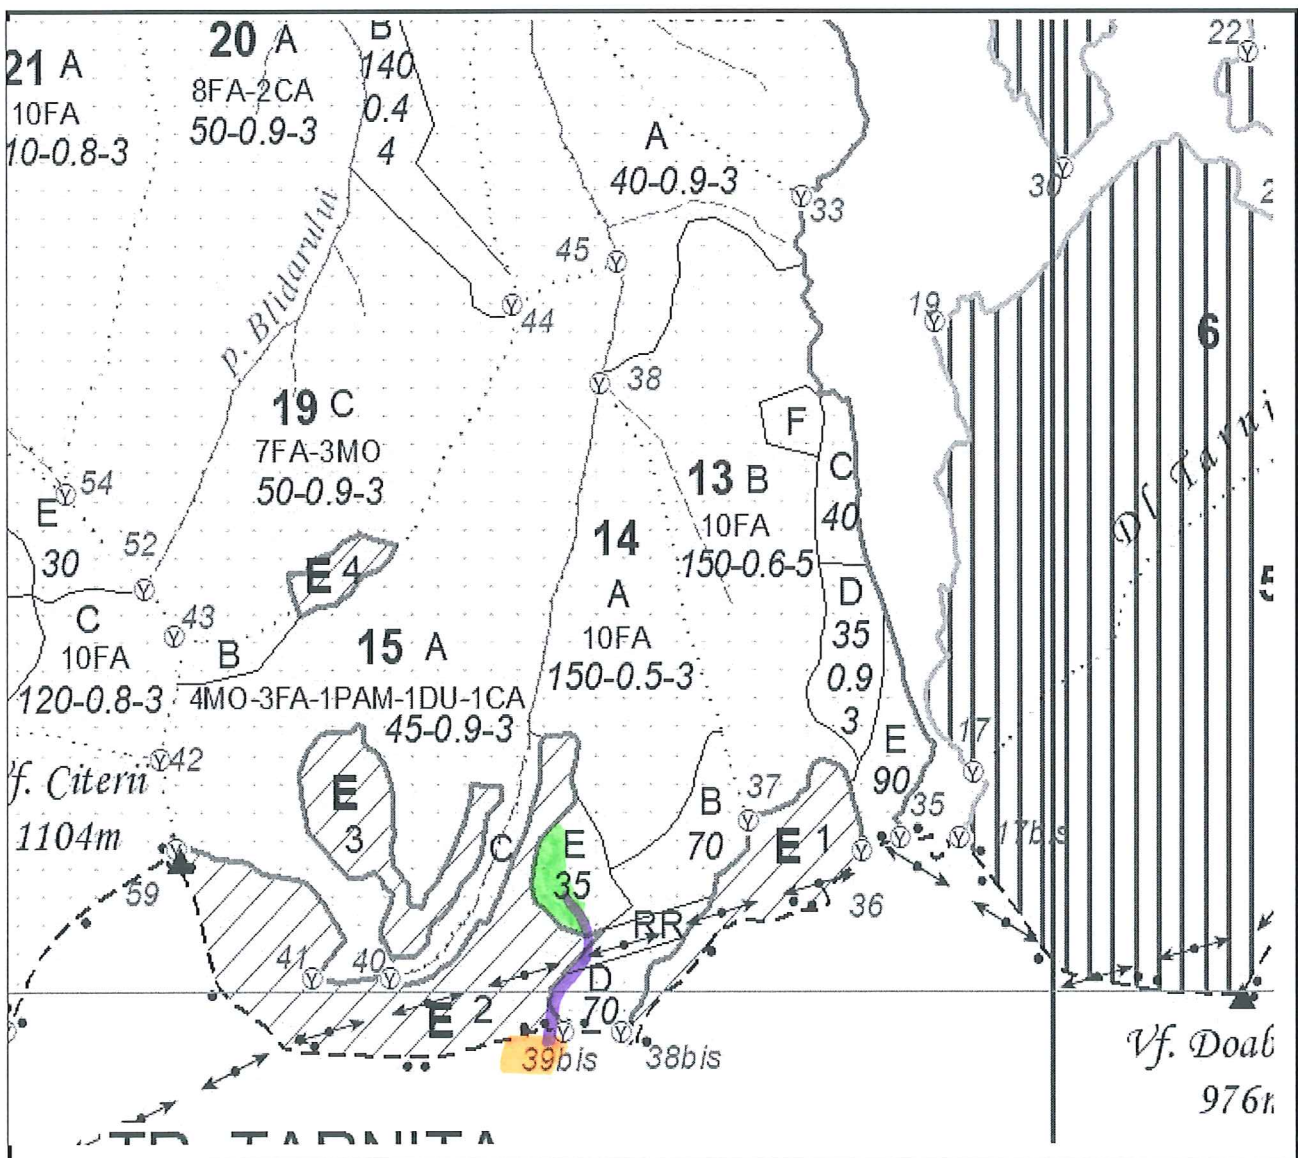 20 A
B
140
0.4
4
21 A
10FA
8FA-2CA
50-0.9-3
10-0.8-3
A
40-0.9-3
22
30
33
p. Blidarului
45
44
19
6
38
19 C
7FA-3MO
50-0.9-3
F
C
40
13 B
10FA
150-0.6-5
Df. Tarni
54
E
30
52
E 4
14
A
10FA
150-0.5-3
D
35
0.9
3
5
C
10FA
120-0.8-3
43
B
15 A
4MO-3FA-1PAM-1DU-1CA
45-0.9-3
42
Vf. Citerii
1104m
E
90
17
37
35
B
70
E 1
17bis
E
3
C
E
35
59
36
RR
41
40
D
70
E 2
39bis
38bis
Vf. Doab
976m
TP. TARNITA